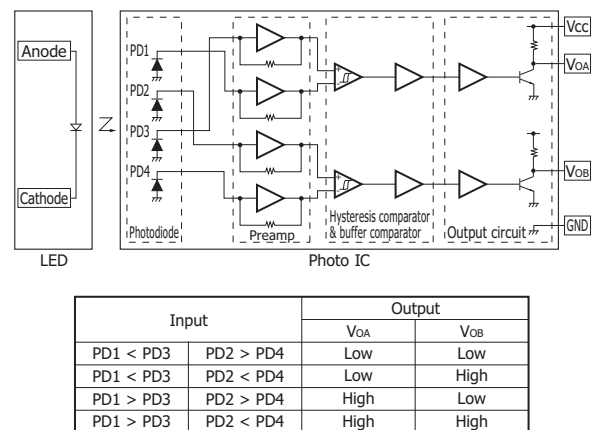 Anode
Cathode
LED
PD1
PD2
PD3
PD4
Photodiode
Preamp
Hysteresis comparator
& buffer comparator
Output circuit
Photo IC
Vcc
VOA
VOB
GND
Input Output
VOA VOB
PD1 < PD3 PD2 > PD4 Low Low
PD1 < PD3 PD2 < PD4 Low High
PD1 > PD3 PD2 > PD4 High Low
PD1 > PD3 PD2 < PD4 High High